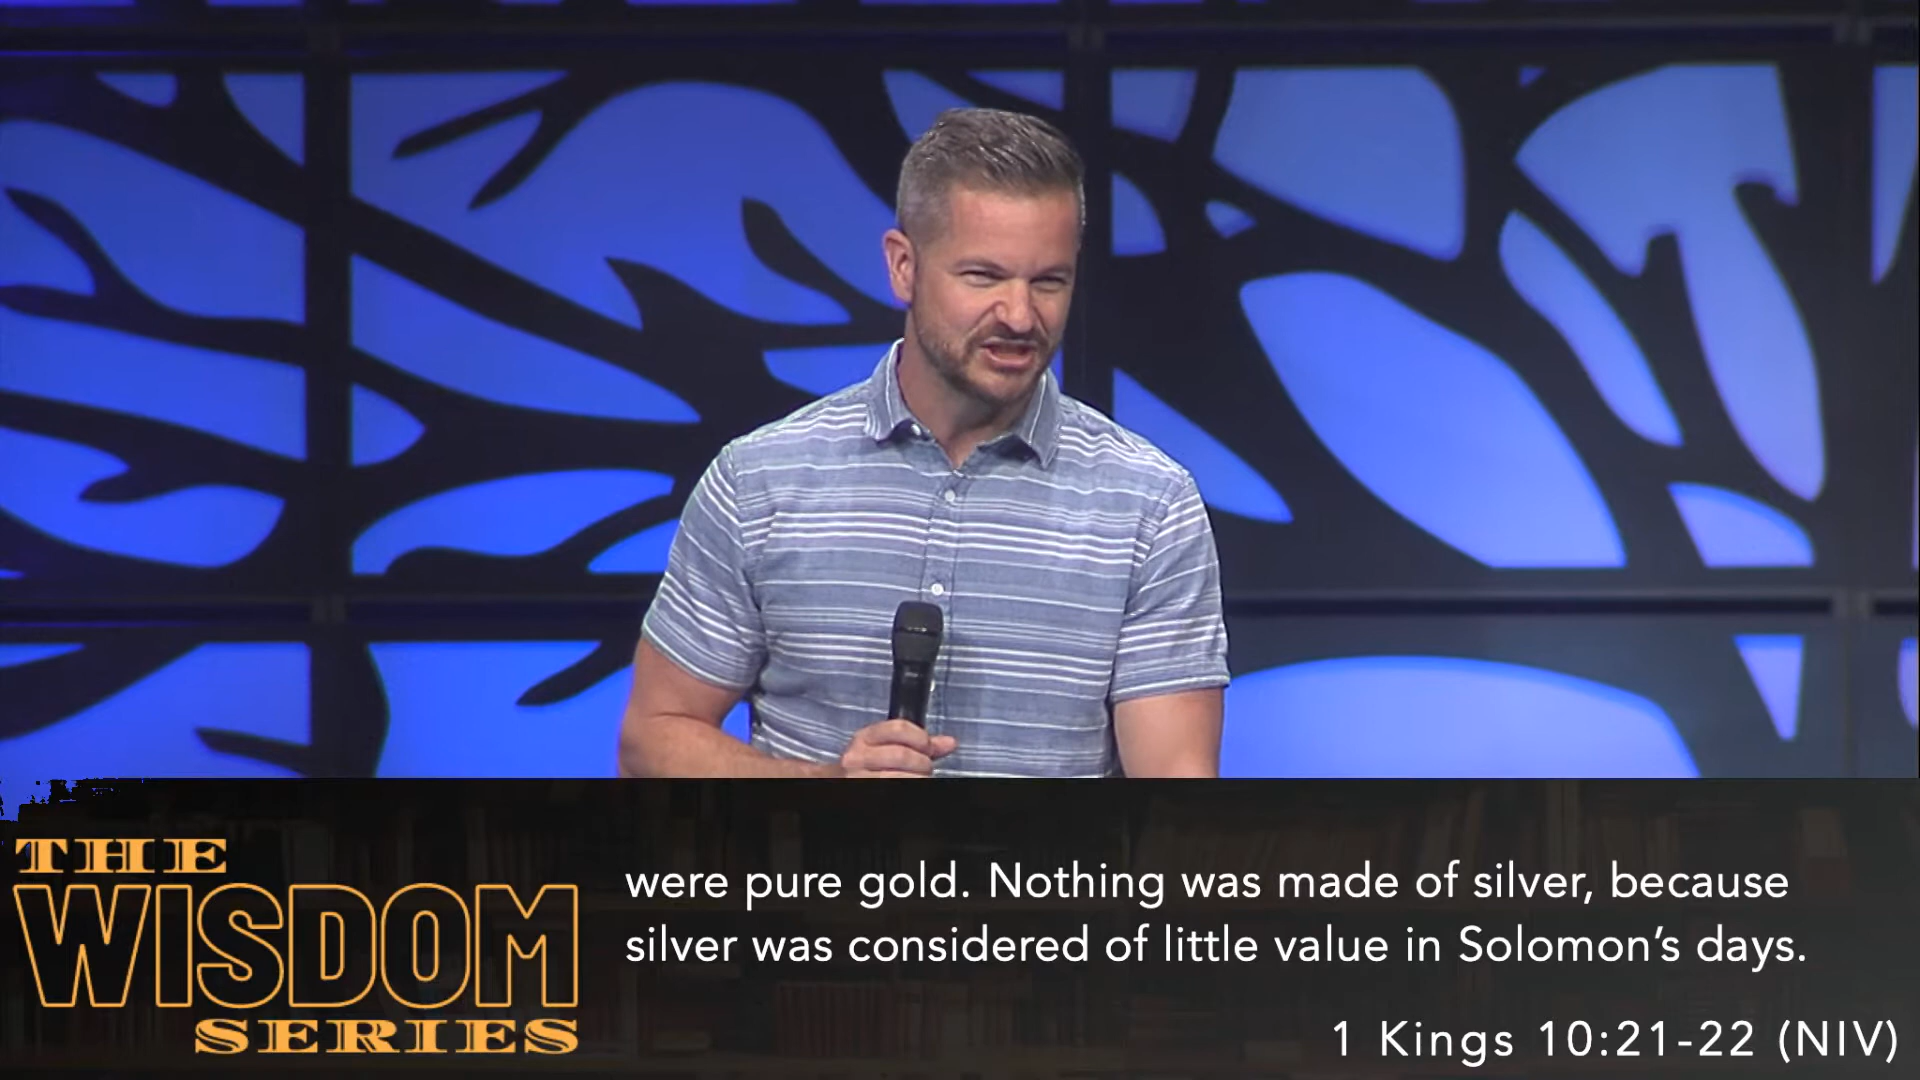 THE
WISDOM
SERIES
were pure gold. Nothing was made of silver, because
silver was considered of little value in Solomon’s days.
1 Kings 10:21-22 (NIV)